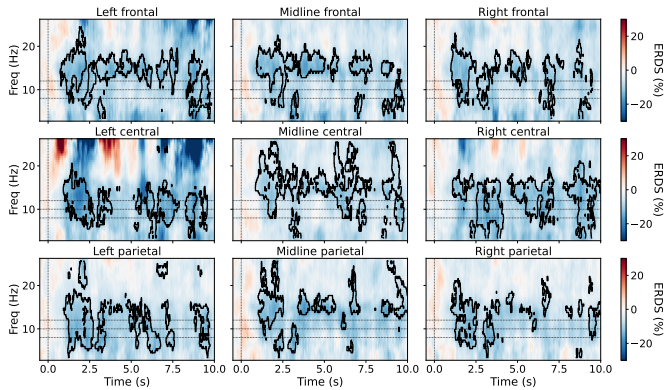 Left frontal Midline frontal Right frontal
Freq (Hz) 20 10 20 0 −20 ERDS (%)
Left central Midline central Right central
Freq (Hz) 20 10 20 0 −20 ERDS (%)
Left parietal Midline parietal Right parietal
Freq (Hz) 20 10 20 0 −20 ERDS (%)
0.0 2.5 5.0 7.5 10.0 0.0 2.5 5.0 7.5 10.0 0.0 2.5 5.0 7.5 10.0
Time (s) Time (s) Time (s)